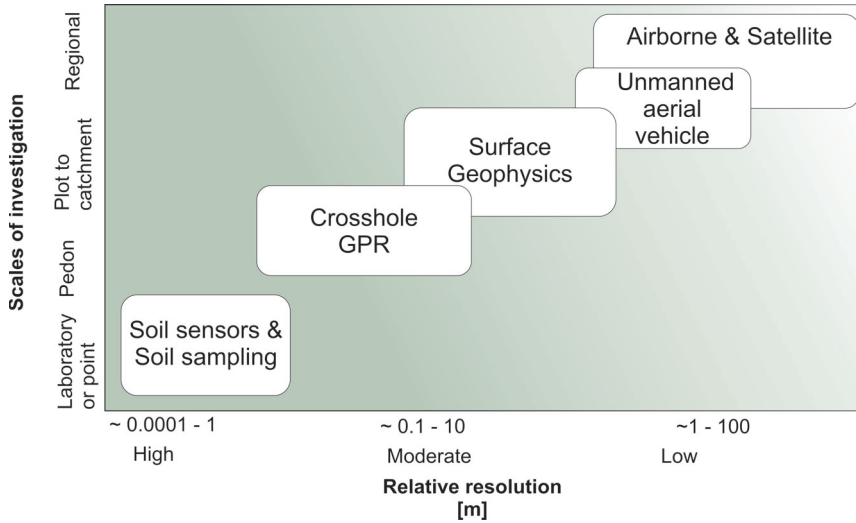 Scales of investigation
Regional
Plot to
catchment
Pedon
Laboratory
or point
Airborne & Satellite
Unmanned
aerial
vehicle
Surface
Geophysics
Crosshole
GPR
Soil sensors &
Soil sampling
~ 0.0001 - 1
~ 0.1 - 10
~1 - 100
High
Moderate
Low
Relative resolution
[m]